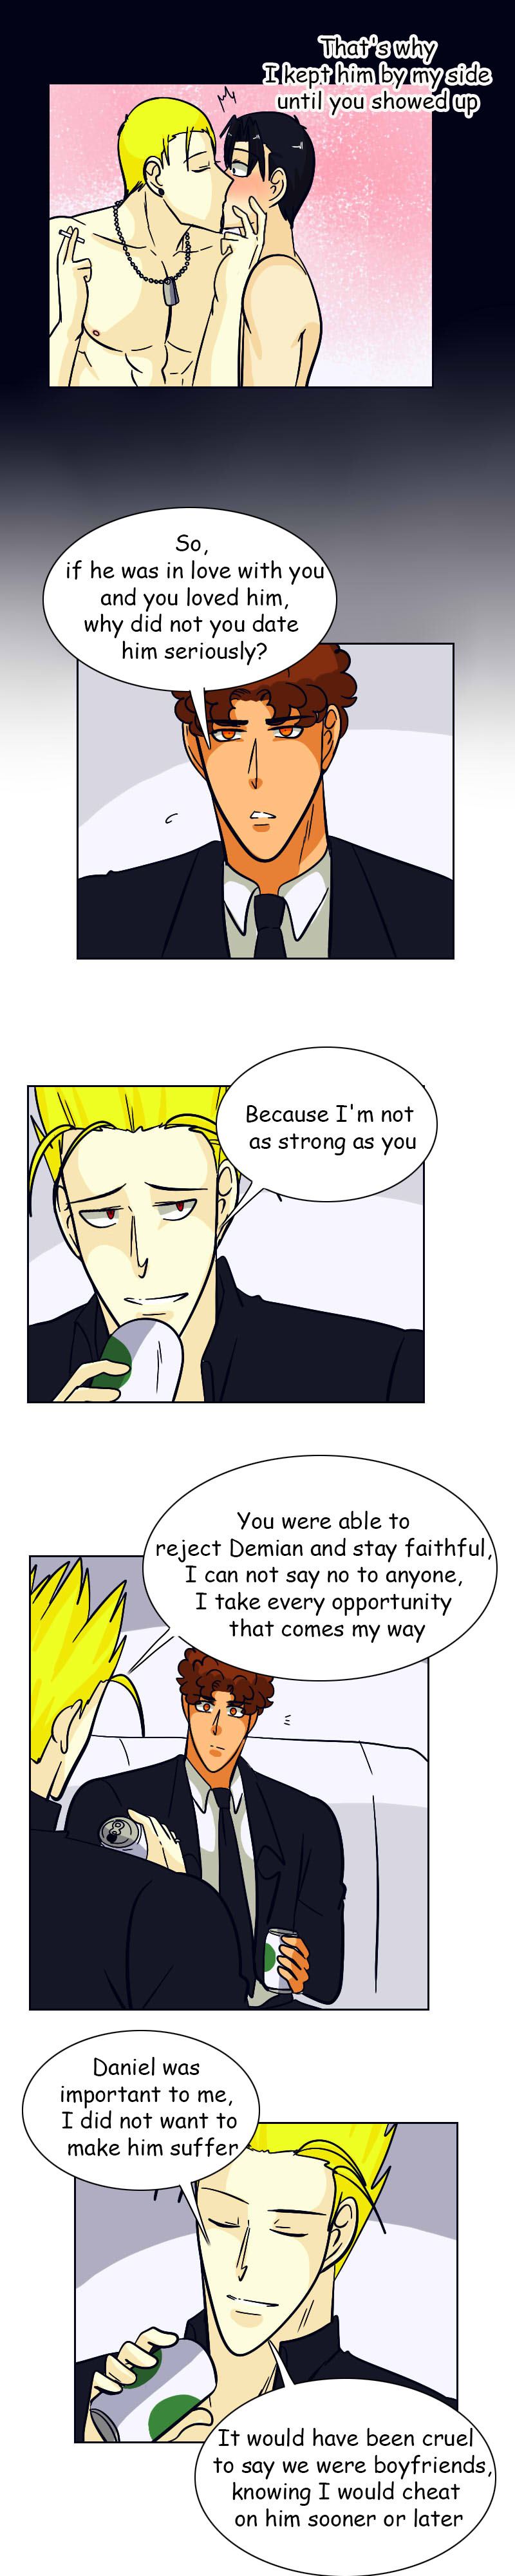 That's why
I kept him by my side
until you showed up
So,
if he was in love with you
and you loved him,
why did not you date
him seriously?
Because I'm not
as strong as you
You were able to
reject Demian and stay faithful,
I can not say no to anyone,
I take every opportunity
that comes my way
Daniel was
important to me,
I did not want to
make him suffer
It would have been cruel
to say we were boyfriends,
knowing I would cheat
on him sooner or later